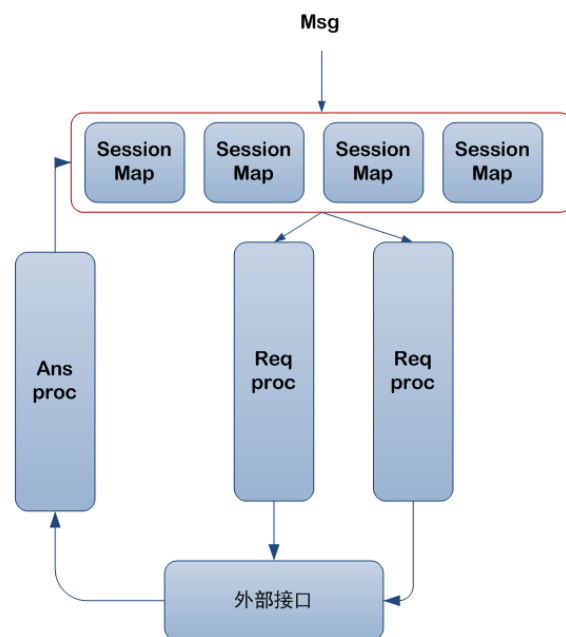 Msg
Session
Map
Session
Map
Session
Map
Session
Map
Ans
proc
Req
proc
Req
proc
外部接口